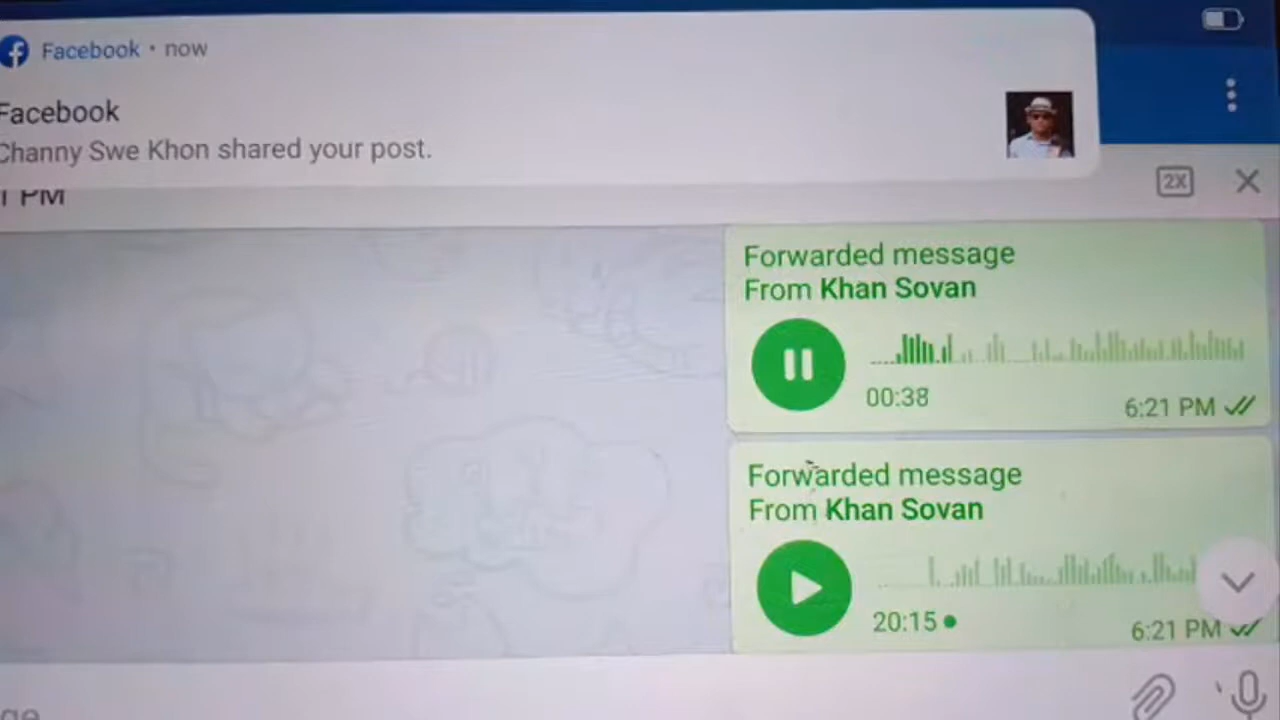 Facebook • now
Facebook
Channy Swe Khon shared your post.
1 PM
2X
Forwarded message
From Khan Sovan
00:38
6:21 PM
Forwarded message
From Khan Sovan
20:15
6:21 PM